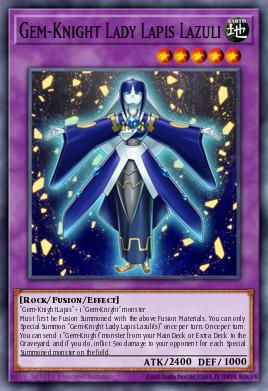 Gem-Knight Lady Lapis Lazuli
EARTH
[Rock/Fusion/Effect]
"Gem-Knight Lapis" + 1 "Gem-Knight" monster
Must first be Fusion Summoned with the above Fusion Materials. You can only
Special Summon "Gem-Knight Lady Lapis Lazuli(s)" once per turn. Once per turn:
You can send 1 "Gem-Knight" monster from your Main Deck or Extra Deck to the
Graveyard, and if you do, inflict 500 damage to your opponent for each Special
Summoned monster on the field.
ATK/2400 DEF/1000